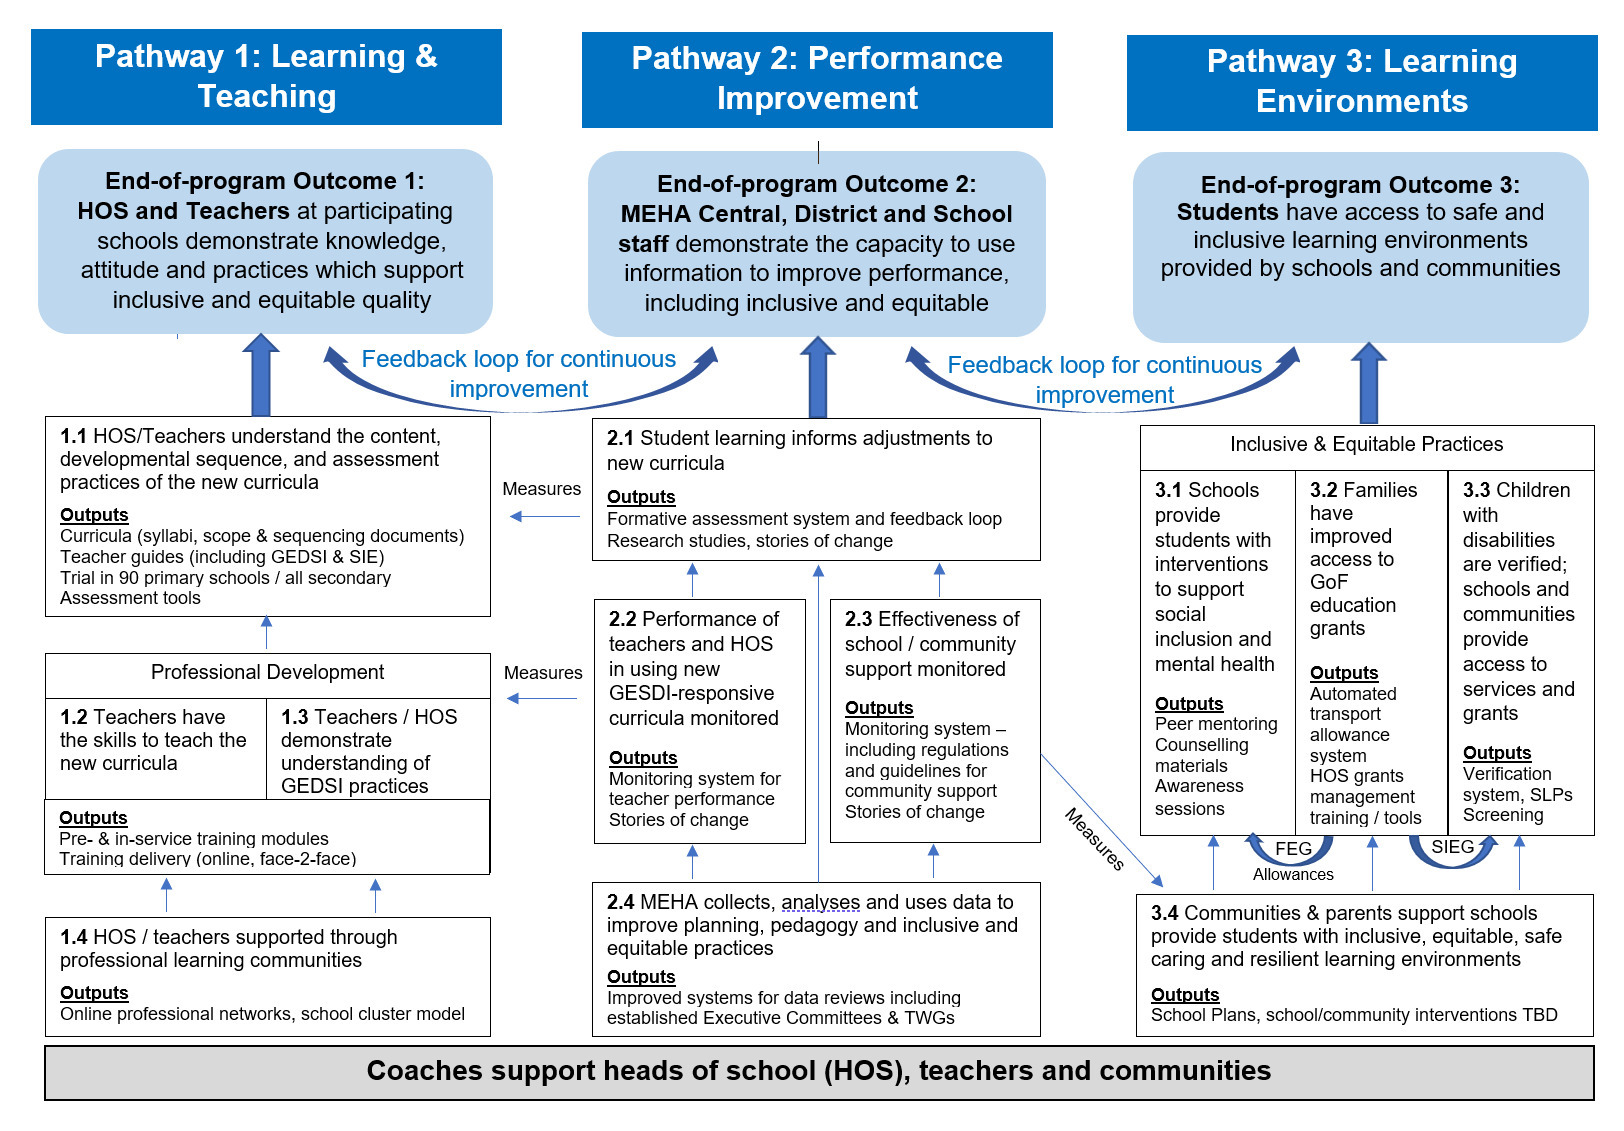 Pathway 1: Learning &
Teaching
Pathway 2: Performance
Improvement
Pathway 3: Learning
Environments
End-of-program Outcome 1:
HOS and Teachers at participating
schools demonstrate knowledge,
attitude and practices which support
inclusive and equitable quality
End-of-program Outcome 2:
MEHA Central, District and School
staff demonstrate the capacity to use
information to improve performance,
including inclusive and equitable
End-of-program Outcome 3:
Students have access to safe and
inclusive learning environments
provided by schools and communities
Feedback loop for continuous
improvement
Feedback loop for continuous
improvement
1.1 HOS/Teachers understand the content,
developmental sequence, and assessment
practices of the new curricula
Outputs
Curricula (syllabi, scope & sequencing documents)
Teacher guides (including GEDSI & SIE)
Trial in 90 primary schools / all secondary
Assessment tools
Professional Development
1.2 Teachers have
the skills to teach the
new curricula
1.3 Teachers / HOS
demonstrate
understanding of
GEDSI practices
Outputs
Pre- & in-service training modules
Training delivery (online, face-2-face)
1.4 HOS / teachers supported through
professional learning communities
Outputs
Online professional networks, school cluster model
Measures
Measures
2.1 Student learning informs adjustments to
new curricula
Outputs
Formative assessment system and feedback loop
Research studies, stories of change
2.2 Performance of
teachers and HOS
in using new
GESDI-responsive
curricula monitored
Outputs
Monitoring system for
teacher performance
Stories of change
2.3 Effectiveness of
school / community
support monitored
Outputs
Monitoring system –
including regulations
and guidelines for
community support
Stories of change
2.4 MEHA collects, analyses and uses data to
improve planning, pedagogy and inclusive and
equitable practices
Outputs
Improved systems for data reviews including
established Executive Committees & TWGs
Measures
Inclusive & Equitable Practices
3.1 Schools
provide
students with
interventions
to support
social
inclusion and
mental health
Outputs
Peer mentoring
Counselling
materials
Awareness
sessions
3.2 Families
have
improved
access to
GoF
education
grants
Outputs
Automated
transport
allowance
system
HOS grants
management
training / tools
3.3 Children
with
disabilities
are verified;
schools and
communities
provide
access to
services and
grants
Outputs
Verification
system, SLPs
Screening
FEG
Allowances
SIEG
3.4 Communities & parents support schools
provide students with inclusive, equitable, safe
caring and resilient learning environments
Outputs
School Plans, school/community interventions TBD
Coaches support heads of school (HOS), teachers and communities